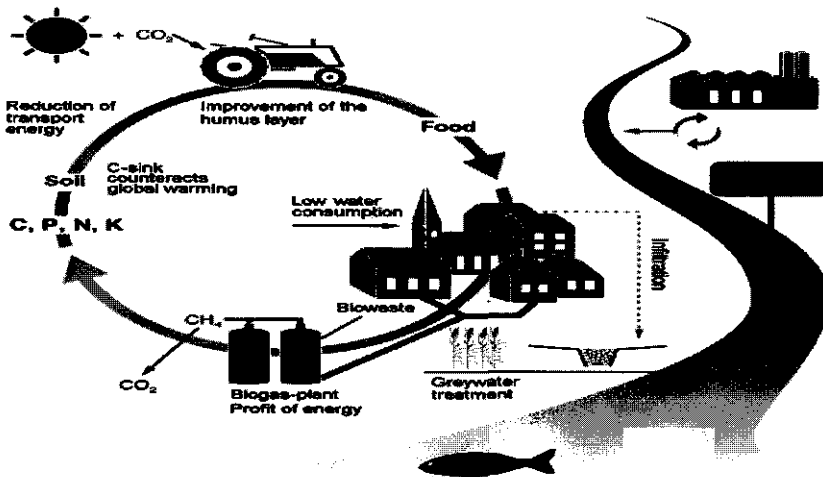 + CO₂
Reduction of
transport
energy
Improvement of the
humus layer
Food
Soil
C-sink
counteracts
global warming
C, P, N, K
Low water
consumption
Infiltration
Biowaste
CH₄
CO₂
Biogas-plant
Profit of energy
Greywater
treatment